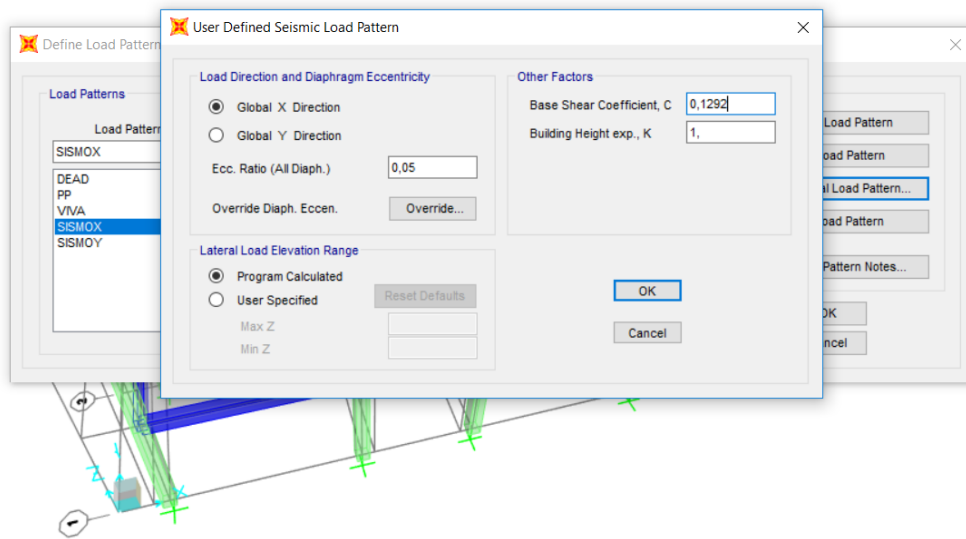 User Defined Seismic Load Pattern
Define Load Pattern
Load Patterns
Load Pattern
SISMOX
DEAD
PP
VIVA
SISMOX
SISMOY
Load Direction and Diaphragm Eccentricity
Global X Direction
Global Y Direction
Ecc. Ratio (All Diaph.) 0,05
Override Diaph. Eccen. Override...
Other Factors
Base Shear Coefficient, C 0,1292
Building Height exp., K 1,
Lateral Load Elevation Range
Program Calculated
User Specified Reset Defaults
Max Z
Min Z
OK
Cancel
Load Pattern
oad Pattern
al Load Pattern...
oad Pattern
Pattern Notes...
OK
ncel
2
Y
Z
X
1